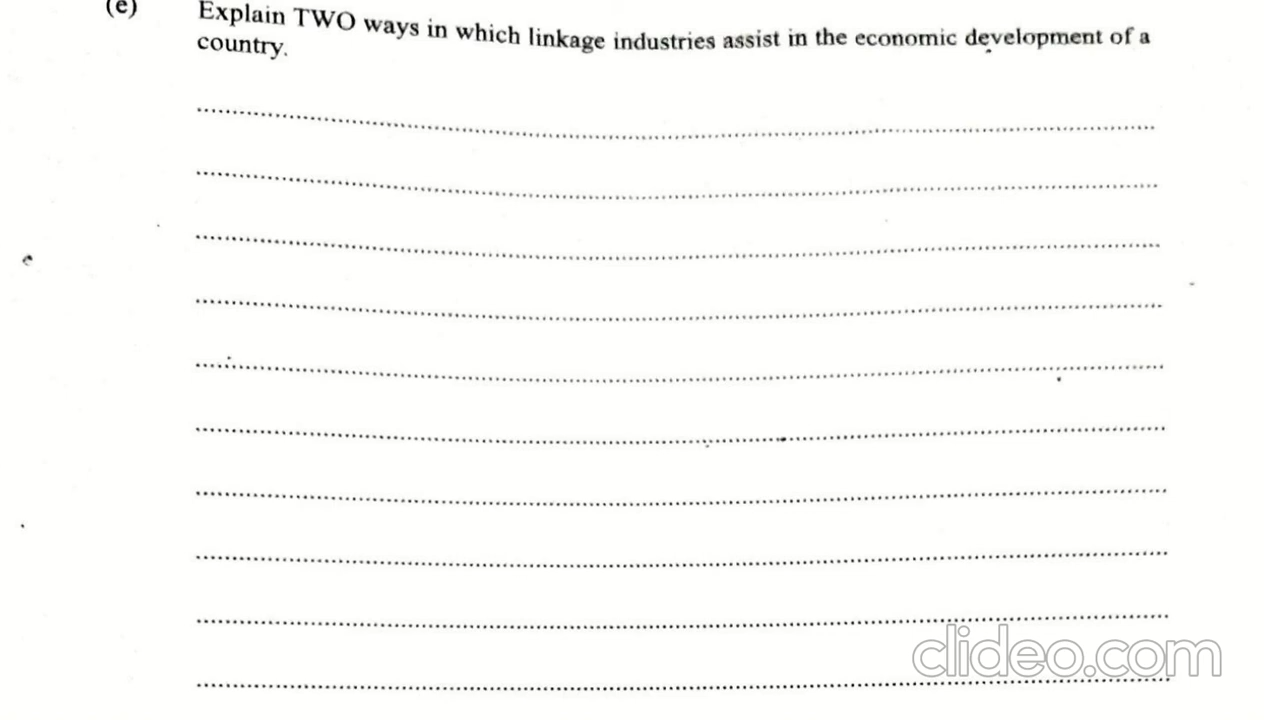 (e) Explain TWO ways in which linkage industries assist in the economic development of a
country.
clideo.com